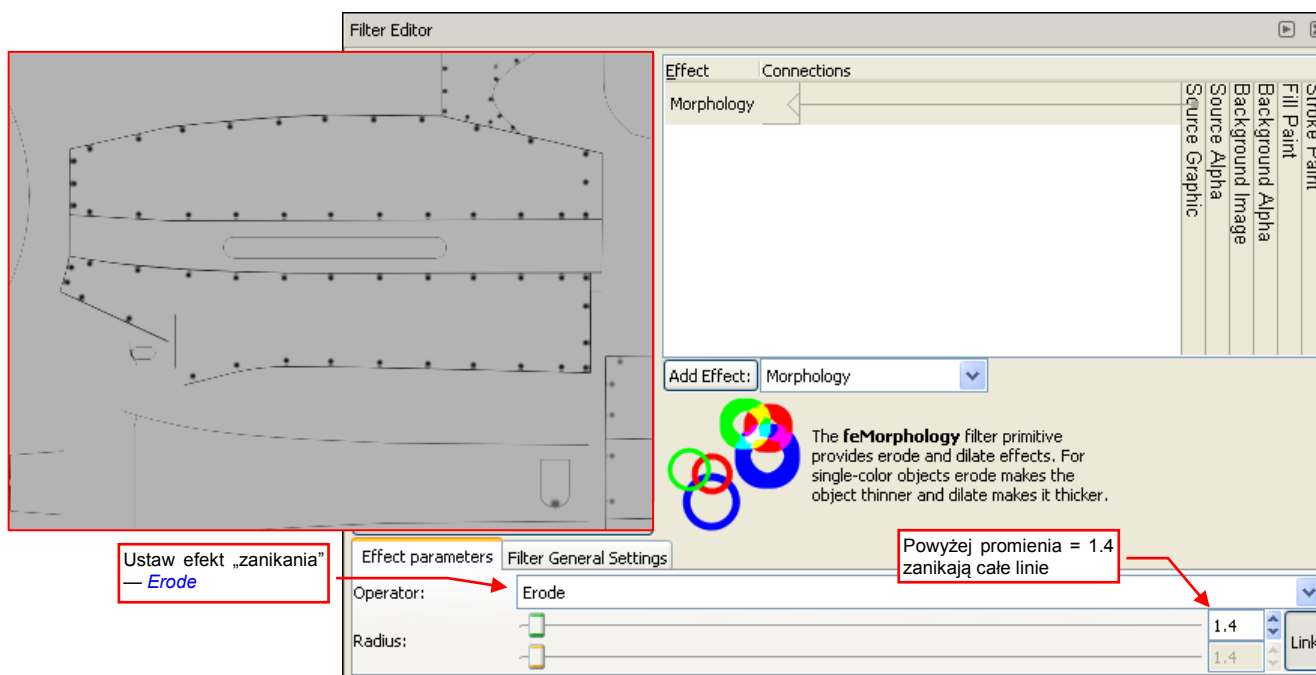 Filter Editor
Effect Connections
Morphology
Source Graphic
Source Alpha
Background Image
Background Alpha
Fill Paint
Stroke Paint
Add Effect: Morphology
The feMorphology filter primitive
provides erode and dilate effects. For
single-color objects erode makes the
object thinner and dilate makes it thicker.
Ustaw efekt „zanikania”
— Erode
Effect parameters Filter General Settings
Powyżej promienia = 1.4
zanikają całe linie
Operator: Erode
Radius:
1.4
1.4
Link